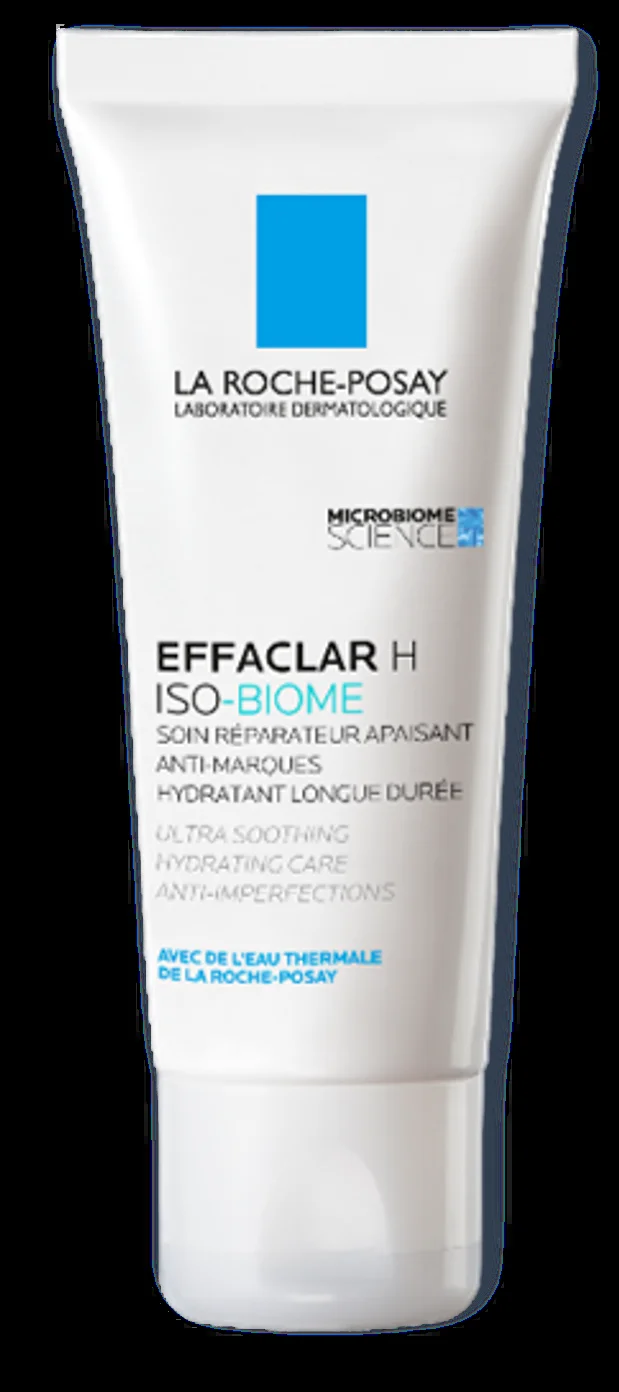 LA ROCHE-POSAY
LABORATOIRE DERMATOLOGIQUE
MICROBIOME
SCIENCE
EFFACLAR H
ISO-BIOME
SOIN RÉPARATEUR APAISANT
ANTI-MARQUES
HYDRATANT LONGUE DURÉE
ULTRA SOOTHING
HYDRATING CARE
ANTI-IMPERFECTIONS
AVEC DE L'EAU THERMALE
DE LA ROCHE-POSAY